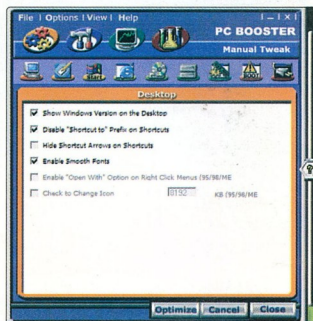 File | Options | View | Help
PC BOOSTER
Manual Tweak
Desktop
Show Windows Version on the Desktop
Disable "Shortcut to" Prefix on Shortcuts
Hide Shortcut Arrows on Shortcuts
Enable Smooth Fonts
Enable "Open With" Option on Right Click Menus (95/98/ME
Check to Change Icon 8192 KB (95/98/ME
Optimize Cancel Close